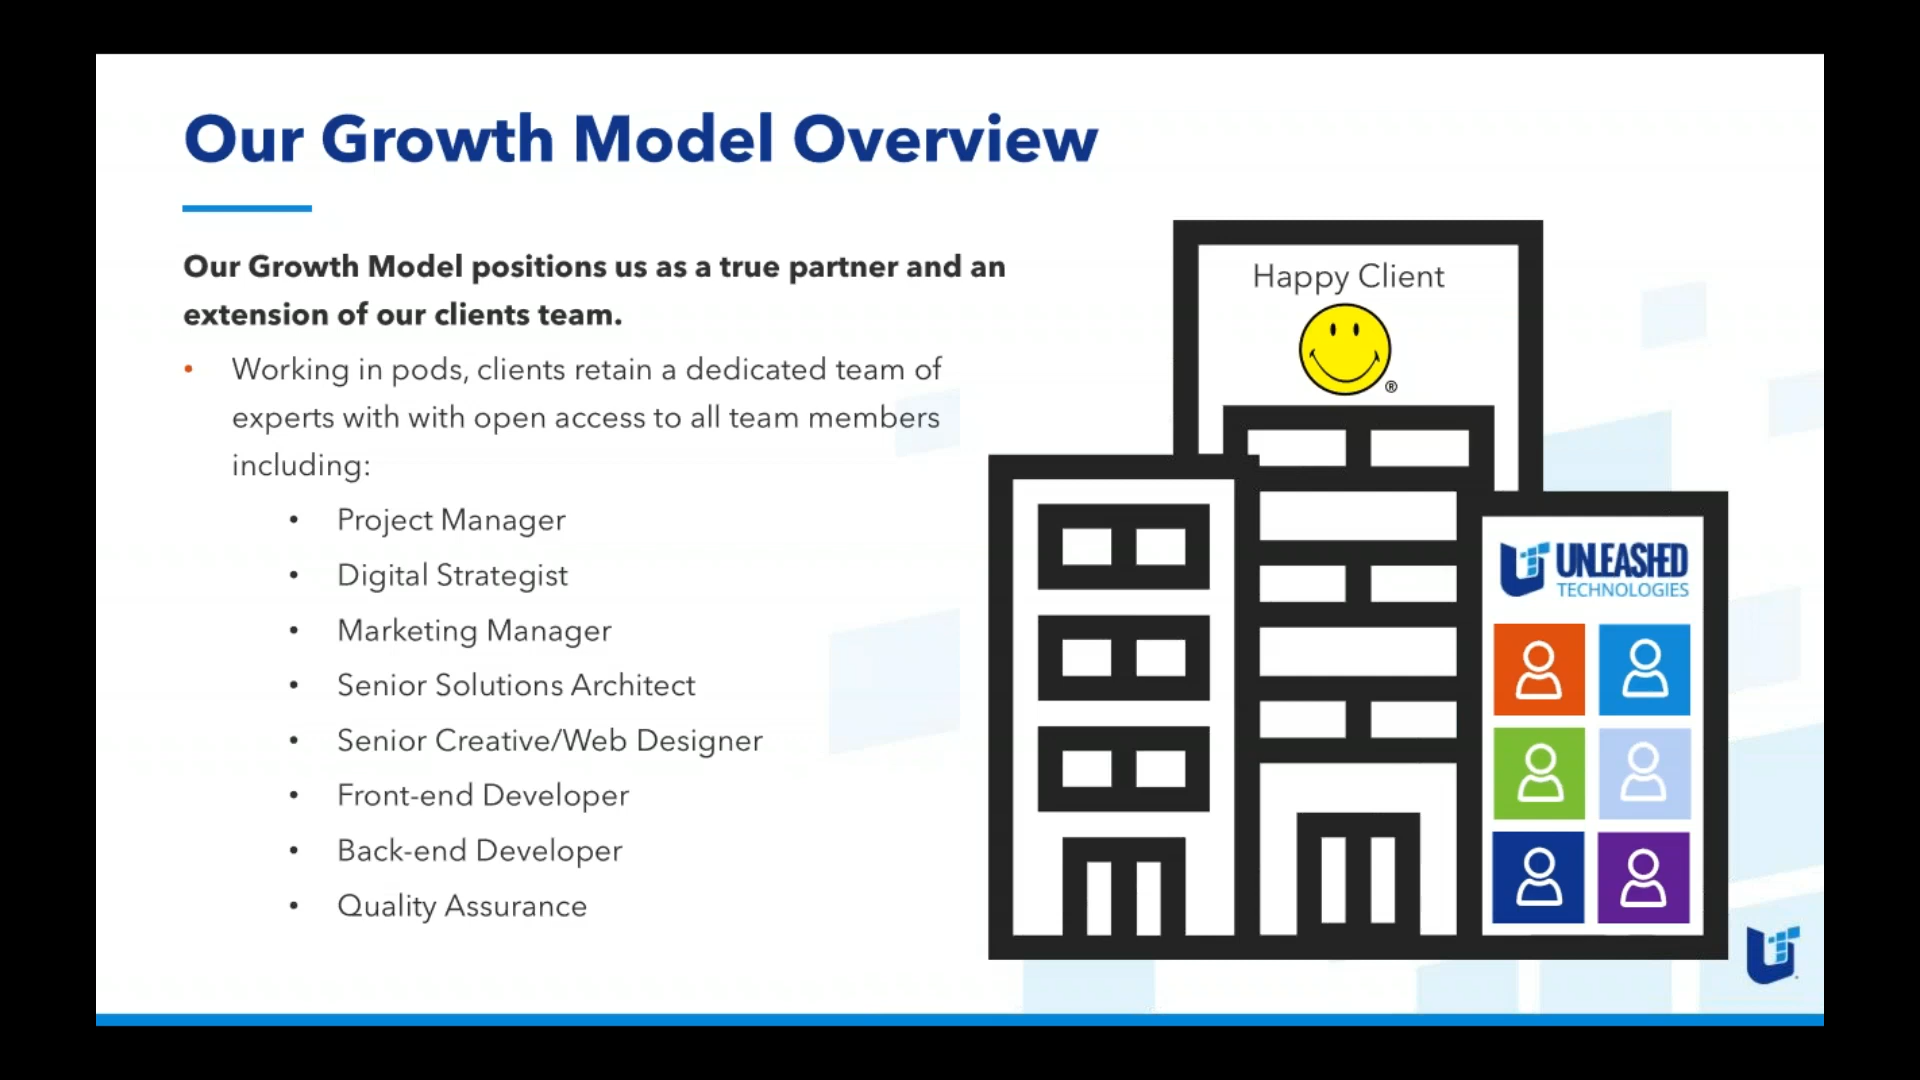 Our Growth Model Overview
Our Growth Model positions us as a true partner and an
extension of our clients team.
• Working in pods, clients retain a dedicated team of
experts with with open access to all team members
including:
• Project Manager
• Digital Strategist
• Marketing Manager
• Senior Solutions Architect
• Senior Creative/Web Designer
• Front-end Developer
• Back-end Developer
• Quality Assurance
Happy Client
®
UNLEASHED
TECHNOLOGIES